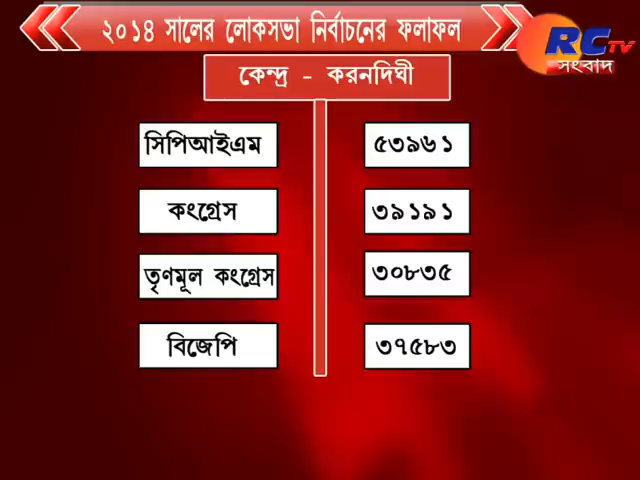 ২০১৪ সালের লোকসভা নির্বাচনের ফলাফল
RC TV
সংবাদ
কেন্দ্র - করনদিঘী
সিপিআইএম ৫৩৯৬১
কংগ্রেস ৩৯১৯১
তৃণমূল কংগ্রেস ৩০৮৩৫
বিজেপি ৩৭৫৮৩